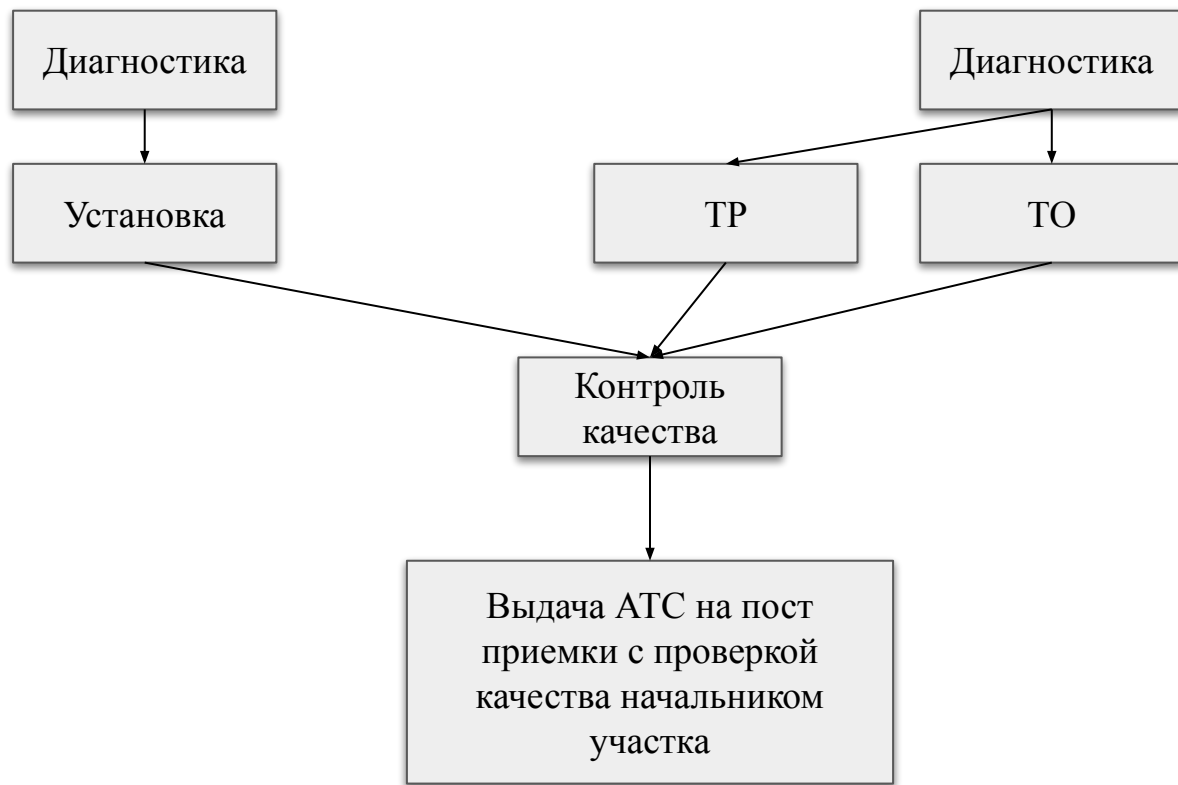 Диагностика
Диагностика
Установка
ТР
ТО
Контроль
качества
Выдача АТС на пост
приемки с проверкой
качества начальником
участка